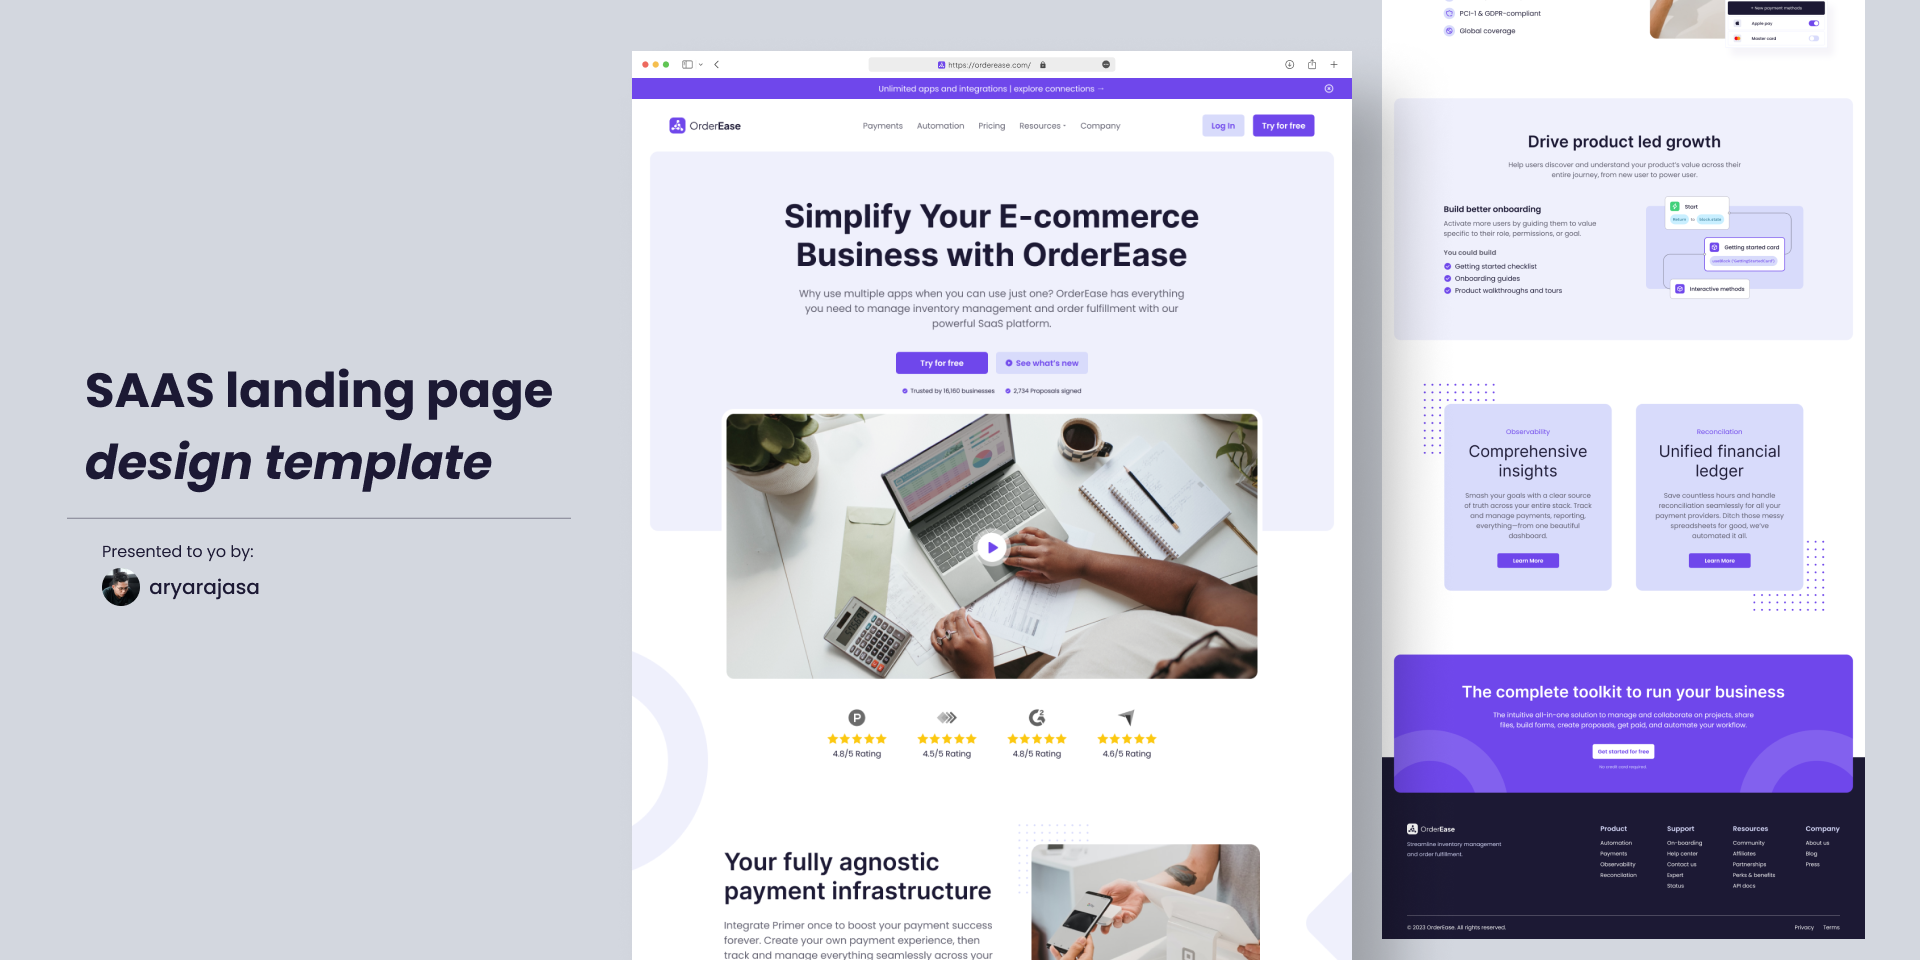 SAAS landing page
design template
Presented to yo by:
aryarajasa
https://orderease.com/
Unlimited apps and integrations | explore connections →
OrderEase
Payments Automation Pricing Resources Company
Log In
Try for free
Simplify Your E-commerce
Business with OrderEase
Why use multiple apps when you can use just one? OrderEase has everything
you need to manage inventory management and order fulfillment with our
powerful SaaS platform.
Try for free
See what's new
Trusted by 16,160 businesses
2,734 Proposals signed
4.8/5 Rating
4.5/5 Rating
4.8/5 Rating
4.6/5 Rating
Your fully agnostic
payment infrastructure
Integrate Primer once to boost your payment success
forever. Create your own payment experience, then
track and manage everything seamlessly across your
PCI-1 & GDPR-compliant
Global coverage
+ New payment methods
Apple pay
Master card
Drive product led growth
Help users discover and understand your product's value across their
entire journey, from new user to power user.
Build better onboarding
Activate more users by guiding them to value
specific to their role, permissions, or goal.
You could build
Getting started checklist
Onboarding guides
Product walkthroughs and tours
Start
Return to
Getting started card
Interactive methods
Observability
Comprehensive
insights
Smash your goals with a clear source
of truth across your entire stack. Track
and manage payments, reporting,
everything—from one beautiful
dashboard.
Learn More
Reconcilation
Unified financial
ledger
Save countless hours and handle
reconciliation seamlessly for all your
payment providers. Ditch those messy
spreadsheets for good, we've
automated it all.
Learn More
The complete toolkit to run your business
The intuitive all-in-one solution to manage and collaborate on projects, share
files, build forms, create proposals, get paid, and automate your workflow.
Get started for free
No credit card required
OrderEase
Streamline inventory management
and order fulfillment.
Product
Automation
Payments
Observability
Reconcilation
Support
On-boarding
Help center
Contact us
Expert
Status
Resources
Community
Affiliates
Partnerships
Perks & benefits
API docs
Company
About us
Blog
Press
© 2023 OrderEase. All rights reserved.
Privacy Terms